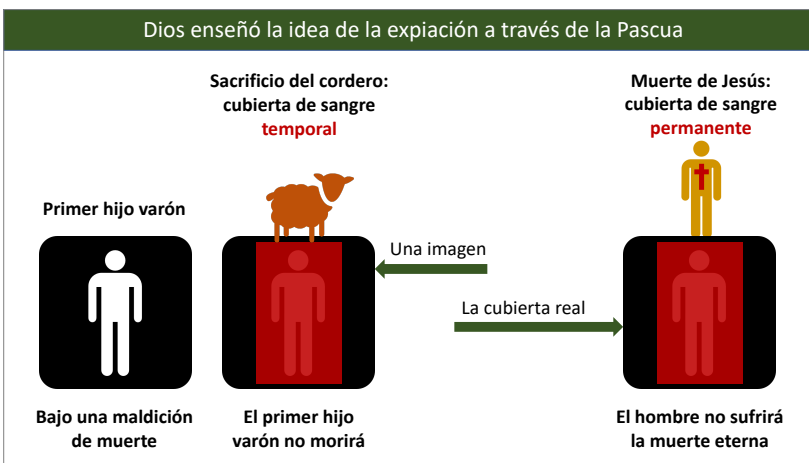 Dios enseñó la idea de la expiación a través de la Pascua
Sacrificio del cordero:
cubierta de sangre
temporal
Muerte de Jesús:
cubierta de sangre
permanente
Primer hijo varón
Una imagen
La cubierta real
Bajo una maldición
de muerte
El primer hijo
varón no morirá
El hombre no sufrirá
la muerte eterna